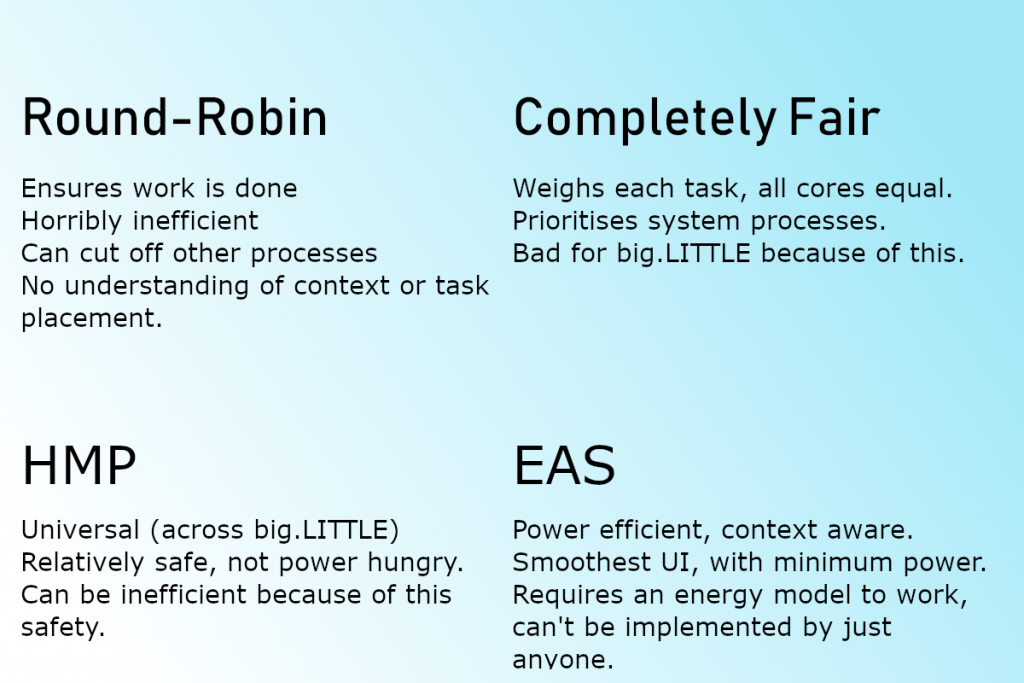 Round-Robin
Ensures work is done
Horribly inefficient
Can cut off other processes
No understanding of context or task
placement.
Completely Fair
Weighs each task, all cores equal.
Prioritises system processes.
Bad for big.LITTLE because of this.
HMP
Universal (across big.LITTLE)
Relatively safe, not power hungry.
Can be inefficient because of this
safety.
EAS
Power efficient, context aware.
Smoothest UI, with minimum power.
Requires an energy model to work,
can't be implemented by just
anyone.